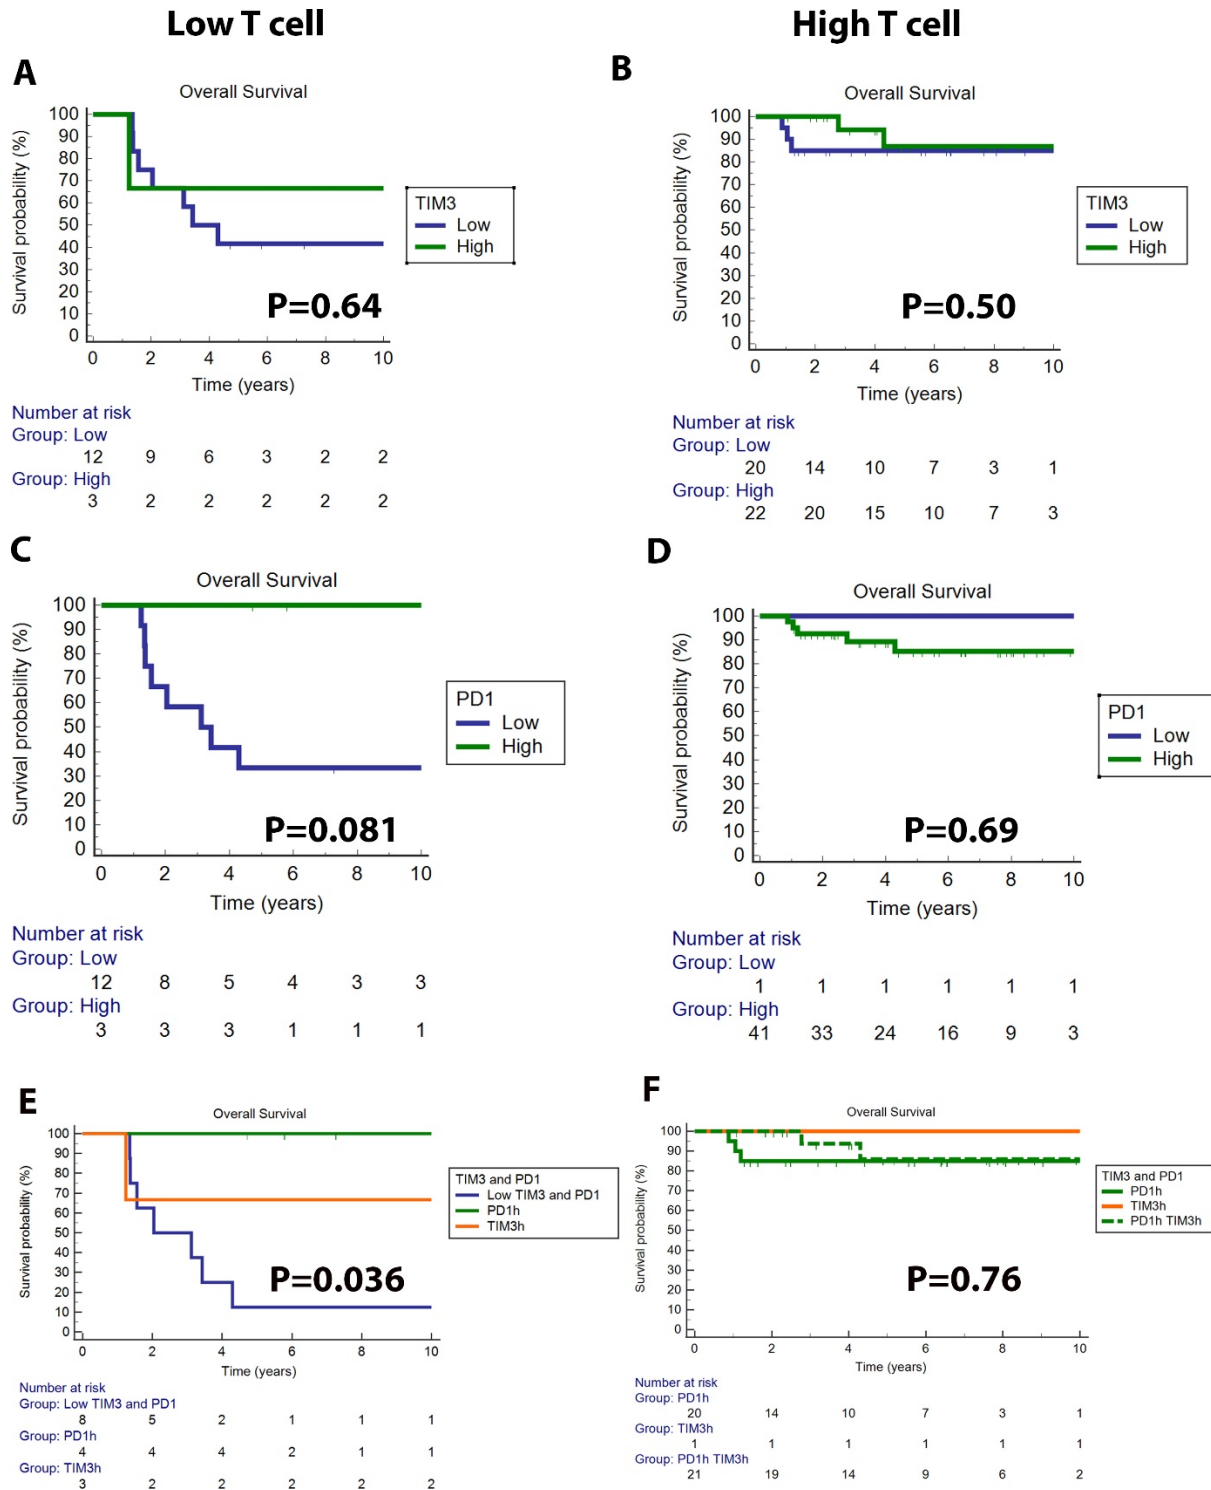 Low T cell
High T cell
A
Overall Survival
Survival probability (%)
100
90
80
70
60
50
40
30
20
10
0
0 2 4 6 8 10
Time (years)
P=0.64
TIM3
Low
High
Number at risk
Group: Low
12 9 6 3 2 2
Group: High
3 2 2 2 2 2
B
Overall Survival
Survival probability (%)
100
90
80
70
60
50
40
30
20
10
0
0 2 4 6 8 10
Time (years)
P=0.50
TIM3
Low
High
Number at risk
Group: Low
20 14 10 7 3 1
Group: High
22 20 15 10 7 3
C
Overall Survival
Survival probability (%)
100
90
80
70
60
50
40
30
20
10
0
0 2 4 6 8 10
Time (years)
P=0.081
PD1
Low
High
Number at risk
Group: Low
12 8 5 4 3 3
Group: High
3 3 3 1 1 1
D
Overall Survival
Survival probability (%)
100
90
80
70
60
50
40
30
20
10
0
0 2 4 6 8 10
Time (years)
P=0.69
PD1
Low
High
Number at risk
Group: Low
1 1 1 1 1 1
Group: High
41 33 24 16 9 3
E
Overall Survival
Survival probability (%)
100
90
80
70
60
50
40
30
20
10
0
0 2 4 6 8 10
Time (years)
P=0.036
TIM3 and PD1
Low TIM3 and PD1
PD1h
TIM3h
Number at risk
Group: Low TIM3 and PD1
8 5 2 1 1 1
Group: PD1h
4 4 4 2 1 1
Group: TIM3h
3 2 2 2 2 2
F
Overall Survival
Survival probability (%)
100
90
80
70
60
50
40
30
20
10
0
0 2 4 6 8 10
Time (years)
P=0.76
TIM3 and PD1
PD1h
TIM3h
PD1h TIM3h
Number at risk
Group: PD1h
20 14 10 7 3 1
Group: TIM3h
1 1 1 1 1 1
Group: PD1h TIM3h
21 19 14 9 6 2